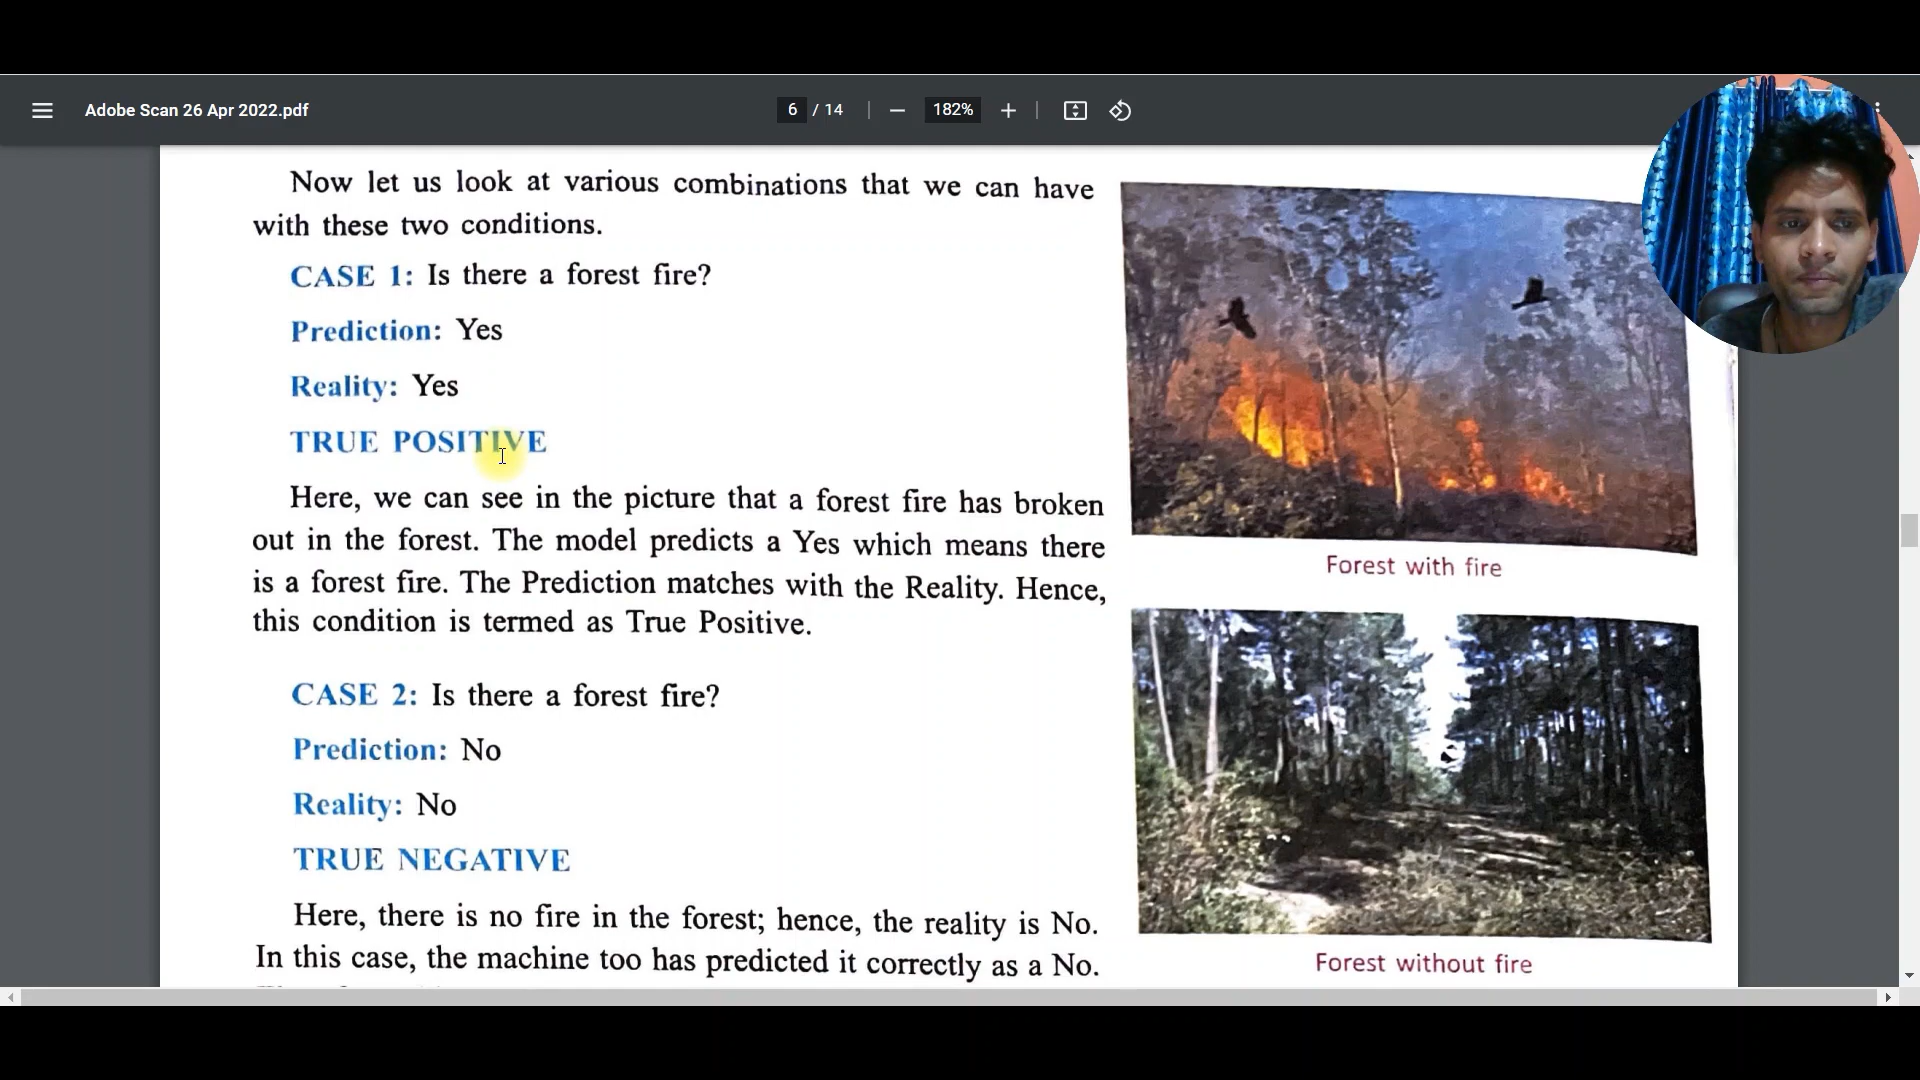 Adobe Scan 26 Apr 2022.pdf
6 / 14
182%
Now let us look at various combinations that we can have
with these two conditions.
CASE 1: Is there a forest fire?
Prediction: Yes
Reality: Yes
TRUE POSITIVE
Here, we can see in the picture that a forest fire has broken
out in the forest. The model predicts a Yes which means there
is a forest fire. The Prediction matches with the Reality. Hence,
this condition is termed as True Positive.
Forest with fire
CASE 2: Is there a forest fire?
Prediction: No
Reality: No
TRUE NEGATIVE
Here, there is no fire in the forest; hence, the reality is No.
In this case, the machine too has predicted it correctly as a No.
Forest without fire